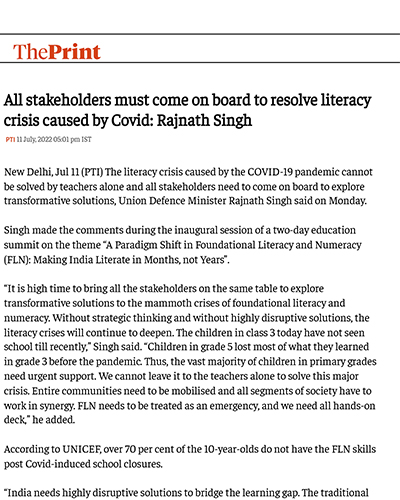 ThePrint
All stakeholders must come on board to resolve literacy
crisis caused by Covid: Rajnath Singh
PTI 11 July, 2022 05:01 pm IST
New Delhi, Jul 11 (PTI) The literacy crisis caused by the COVID-19 pandemic cannot
be solved by teachers alone and all stakeholders need to come on board to explore
transformative solutions, Union Defence Minister Rajnath Singh said on Monday.
Singh made the comments during the inaugural session of a two-day education
summit on the theme “A Paradigm Shift in Foundational Literacy and Numeracy
(FLN): Making India Literate in Months, not Years”.
“It is high time to bring all the stakeholders on the same table to explore
transformative solutions to the mammoth crises of foundational literacy and
numeracy. Without strategic thinking and without highly disruptive solutions, the
literacy crises will continue to deepen. The children in class 3 today have not seen
school till recently,” Singh said. “Children in grade 5 lost most of what they learned
in grade 3 before the pandemic. Thus, the vast majority of children in primary grades
need urgent support. We cannot leave it to the teachers alone to solve this major
crisis. Entire communities need to be mobilised and all segments of society have to
work in synergy. FLN needs to be treated as an emergency, and we need all hands-on
deck,” he added.
According to UNICEF, over 70 per cent of the 10-year-olds do not have the FLN skills
post Covid-induced school closures.
“India needs highly disruptive solutions to bridge the learning gap. The traditional